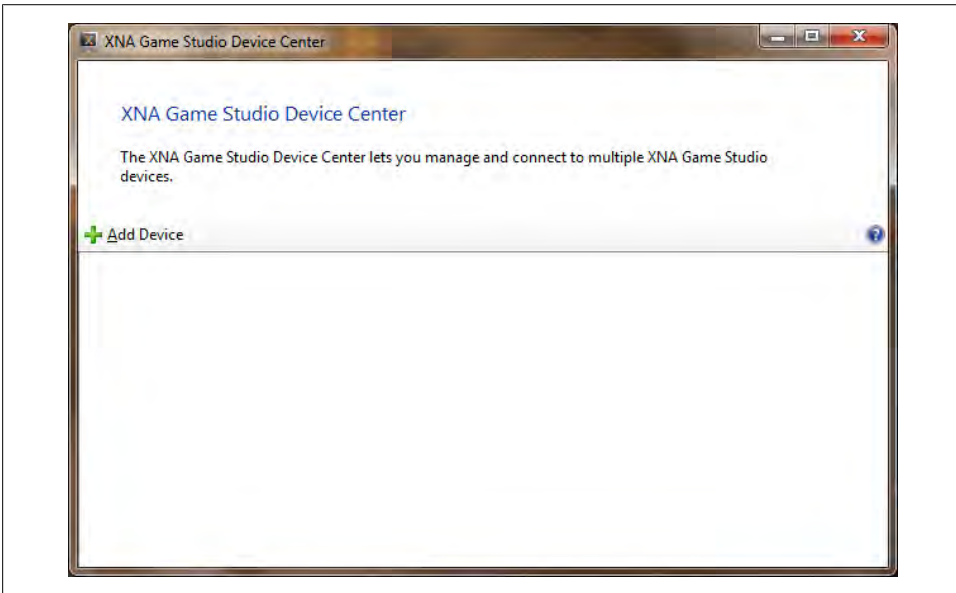 XNA Game Studio Device Center
XNA Game Studio Device Center
The XNA Game Studio Device Center lets you manage and connect to multiple XNA Game Studio
devices.
Add Device